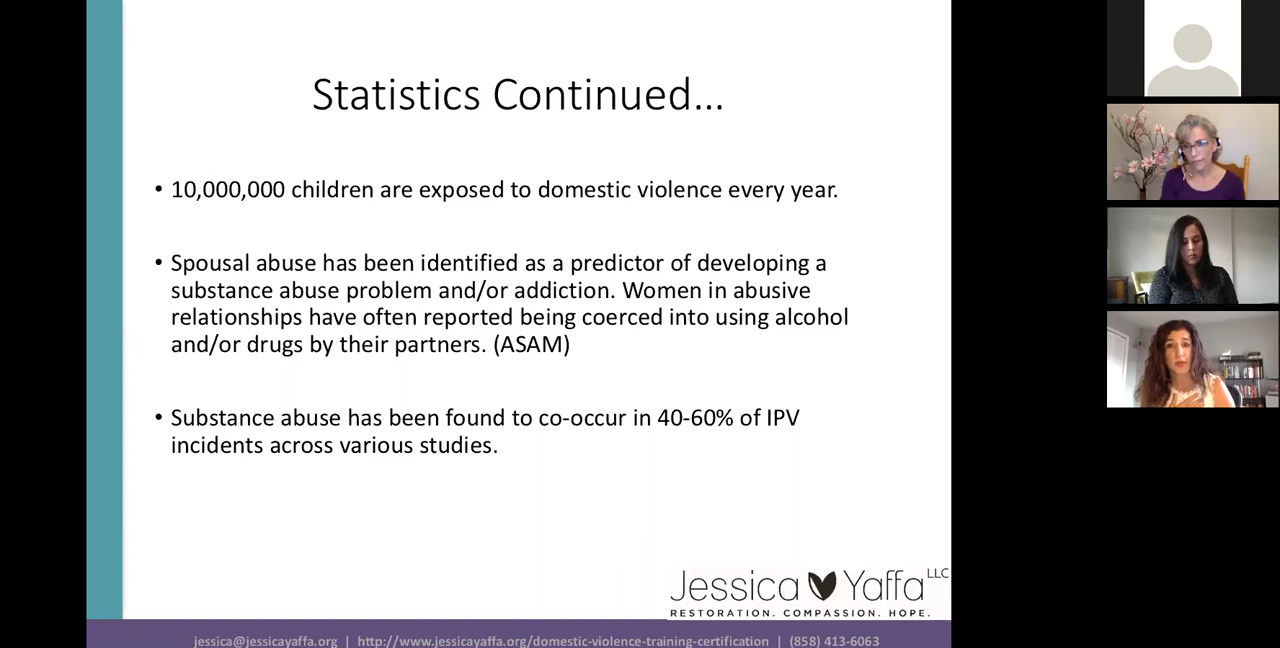 Statistics Continued...
• 10,000,000 children are exposed to domestic violence every year.
• Spousal abuse has been identified as a predictor of developing a
substance abuse problem and/or addiction. Women in abusive
relationships have often reported being coerced into using alcohol
and/or drugs by their partners. (ASAM)
• Substance abuse has been found to co-occur in 40-60% of IPV
incidents across various studies.
Jessica Yaffa LLC
RESTORATION. COMPASSION. HOPE.
jessica@jessicayaffa.org | http://www.jessicayaffa.org/domestic-violence-training-certification | (858) 413-6063